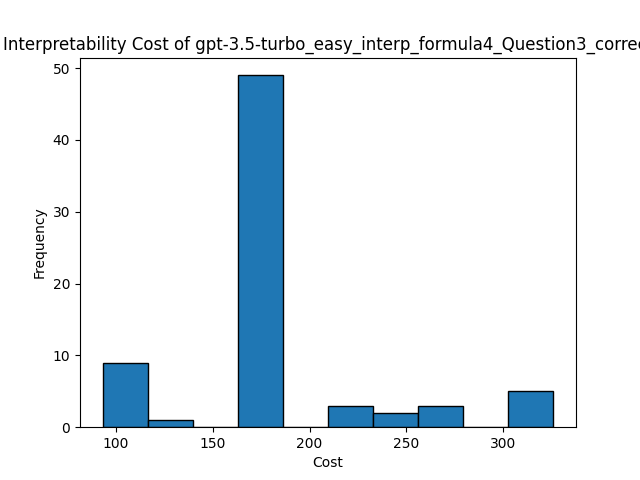 Interpretability Cost of gpt-3.5-turbo_easy_interp_formula4_Question3_corre
50
40
30
20
10
0
Frequency
100 150 200 250 300
Cost